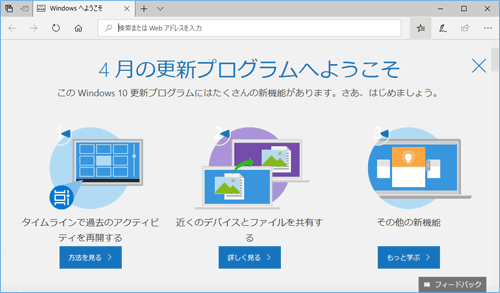 Windows へようこそ
検索または Web アドレスを入力
4 月の更新プログラムへようこそ
この Windows 10 更新プログラムにはたくさんの新機能があります。さあ、はじめましょう。
タイムラインで過去のアクティビ
ティを再開する
方法を見る
近くのデバイスとファイルを共有す
る
詳しく見る
その他の新機能
もっと学ぶ
フィードバック